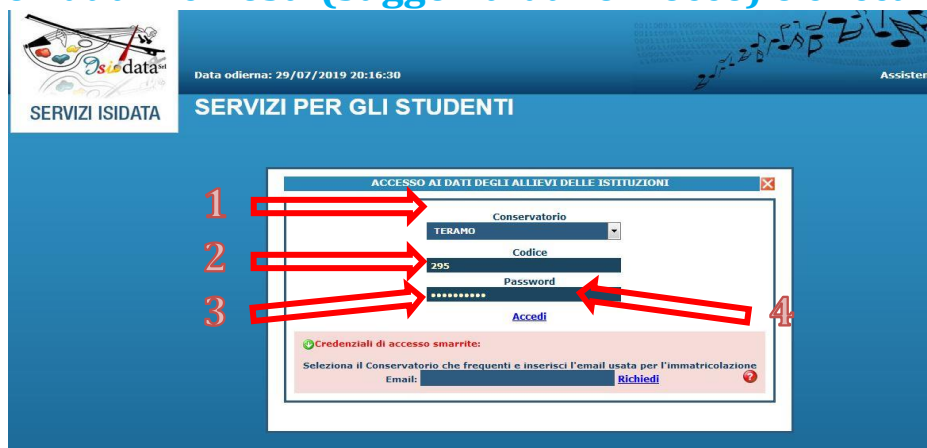 Isidata Srl
Data odierna: 29/07/2019 20:16:30
SERVIZI ISIDATA
SERVIZI PER GLI STUDENTI
ACCESSO AI DATI DEGLI ALLIEVI DELLE ISTITUZIONI
1
Conservatorio
TERAMO
2
Codice
295
Password
3
••••••••••
4
Accedi
Credenziali di accesso smarrite:
Seleziona il Conservatorio che frequenti e inserisci l'email usata per l'immatricolazione
Email:
Richiedi
?